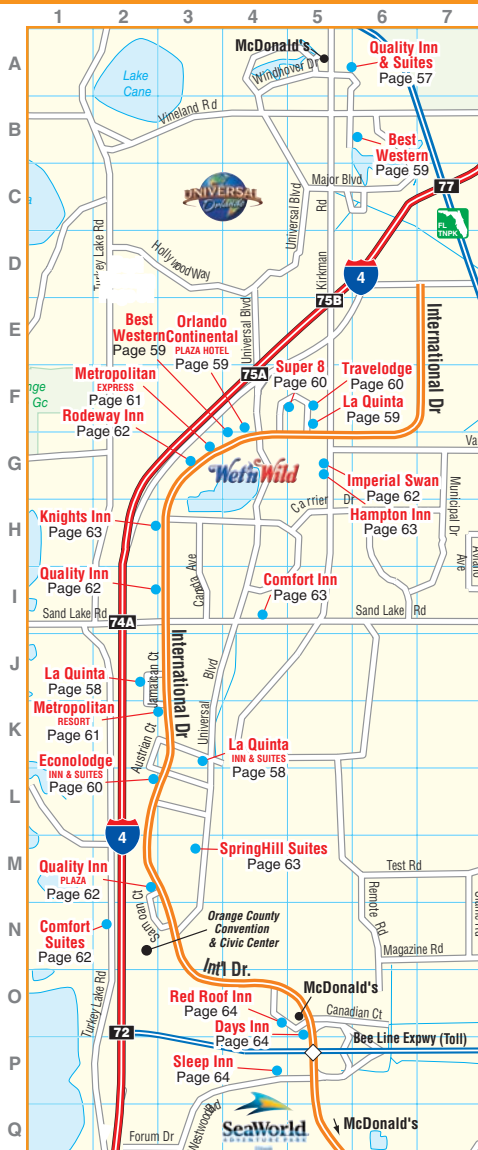 1 2 3 4 5 6 7
A
B
C
D
E
F
G
H
I
J
K
L
M
N
O
P
Q
McDonald's
Windhover Dr
Quality Inn
& Suites
Page 57
Lake
Cane
Vineland Rd
Best
Western
Page 59
UNIVERSAL
Orlando
Universal Blvd
Major Blvd
Rd
77
FL
TNPK
Turkey Lake Rd
Hollywood Way
Kirkman
4
75B
Universal Blvd
International Dr
Best
Western
Page 59
Orlando
Continental
PLAZA HOTEL
Page 59
75A
Metropolitan
EXPRESS
Page 61
Super 8
Page 60
Travelodge
Page 60
La Quinta
Page 59
Rodeway Inn
Page 62
nge
Gc
Va
Wet'n Wild
Imperial Swan
Page 62
Carrier Dr
Hampton Inn
Page 63
Municipal Dr
Ave
Knights Inn
Page 63
Quality Inn
Page 62
Canada Ave
Comfort Inn
Page 63
Sand Lake Rd
74A
Sand Lake Rd
International Dr
Jamaican Ct
La Quinta
Page 58
Universal Blvd
Metropolitan
RESORT
Page 61
Austrian Ct
La Quinta
INN & SUITES
Page 58
Econolodge
INN & SUITES
Page 60
4
SpringHill Suites
Page 63
Test Rd
Quality Inn
PLAZA
Page 62
Samoan Ct
Remote Rd
Orange County
Convention
& Civic Center
Comfort
Suites
Page 62
Magazine Rd
Int'l Dr.
Turkey Lake Rd
Red Roof Inn
Page 64
McDonald's
Canadian Ct
Days Inn
Page 64
72
Bee Line Expwy (Toll)
Sleep Inn
Page 64
Westwood Blvd
SeaWorld
ADVENTURE PARK
McDonald's
Forum Dr